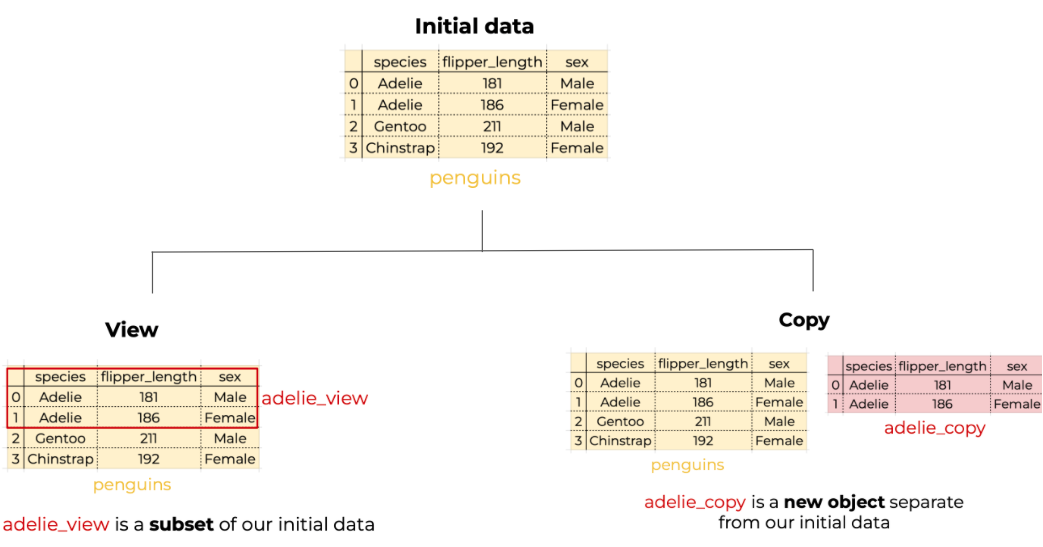 Initial data
species flipper_length sex
0 Adelie 181 Male
1 Adelie 186 Female
2 Gentoo 211 Male
3 Chinstrap 192 Female
penguins
View
species flipper_length sex
0 Adelie 181 Male
1 Adelie 186 Female
2 Gentoo 211 Male
3 Chinstrap 192 Female
adelie_view
penguins
adelie_view is a subset of our initial data
Copy
species flipper_length sex
0 Adelie 181 Male
1 Adelie 186 Female
2 Gentoo 211 Male
3 Chinstrap 192 Female
penguins
species flipper_length sex
0 Adelie 181 Male
1 Adelie 186 Female
adelie_copy
adelie_copy is a new object separate
from our initial data